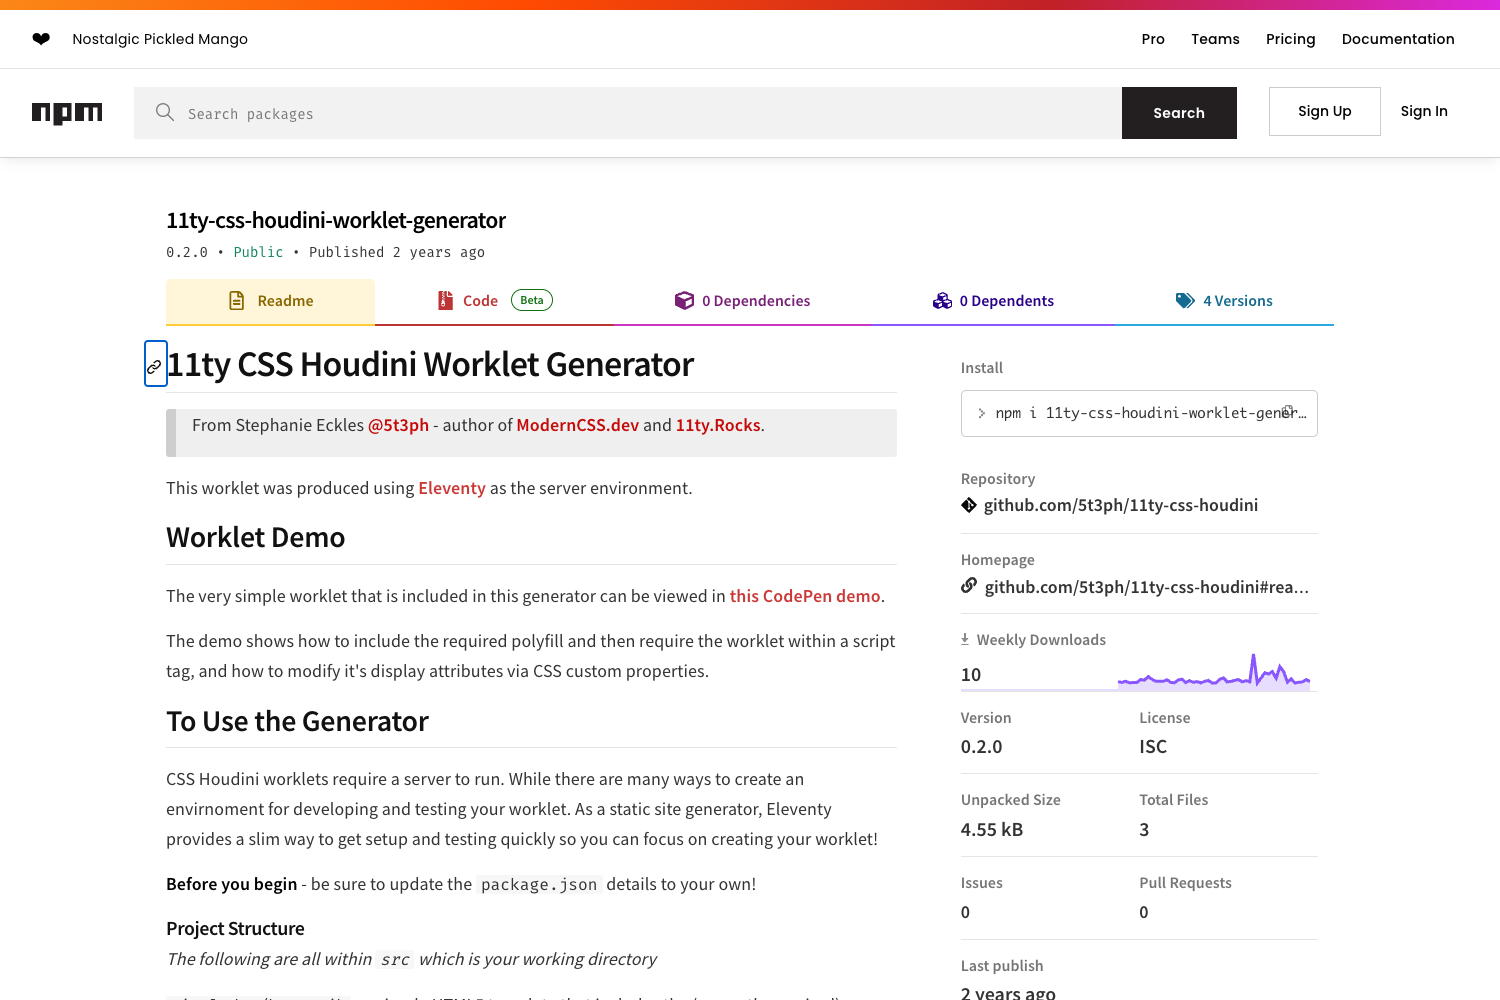 ❤ Nostalgic Pickled Mango
Pro Teams Pricing Documentation
npm Search packages Search Sign Up Sign In
11ty-css-houdini-worklet-generator
0.2.0 • Public • Published 2 years ago
Readme Code Beta 0 Dependencies 0 Dependents 4 Versions
11ty CSS Houdini Worklet Generator
From Stephanie Eckles @5t3ph - author of ModernCSS.dev and 11ty.Rocks.
This worklet was produced using Eleventy as the server environment.
Worklet Demo
The very simple worklet that is included in this generator can be viewed in this CodePen demo.
The demo shows how to include the required polyfill and then require the worklet within a script
tag, and how to modify it's display attributes via CSS custom properties.
To Use the Generator
CSS Houdini worklets require a server to run. While there are many ways to create an
envirnoment for developing and testing your worklet. As a static site generator, Eleventy
provides a slim way to get setup and testing quickly so you can focus on creating your worklet!
Before you begin - be sure to update the package.json details to your own!
Project Structure
The following are all within src which is your working directory
Install
> npm i 11ty-css-houdini-worklet-gener…
Repository
github.com/5t3ph/11ty-css-houdini
Homepage
github.com/5t3ph/11ty-css-houdini#rea…
Weekly Downloads
10
Version License
0.2.0 ISC
Unpacked Size Total Files
4.55 kB 3
Issues Pull Requests
0 0
Last publish
2 years ago